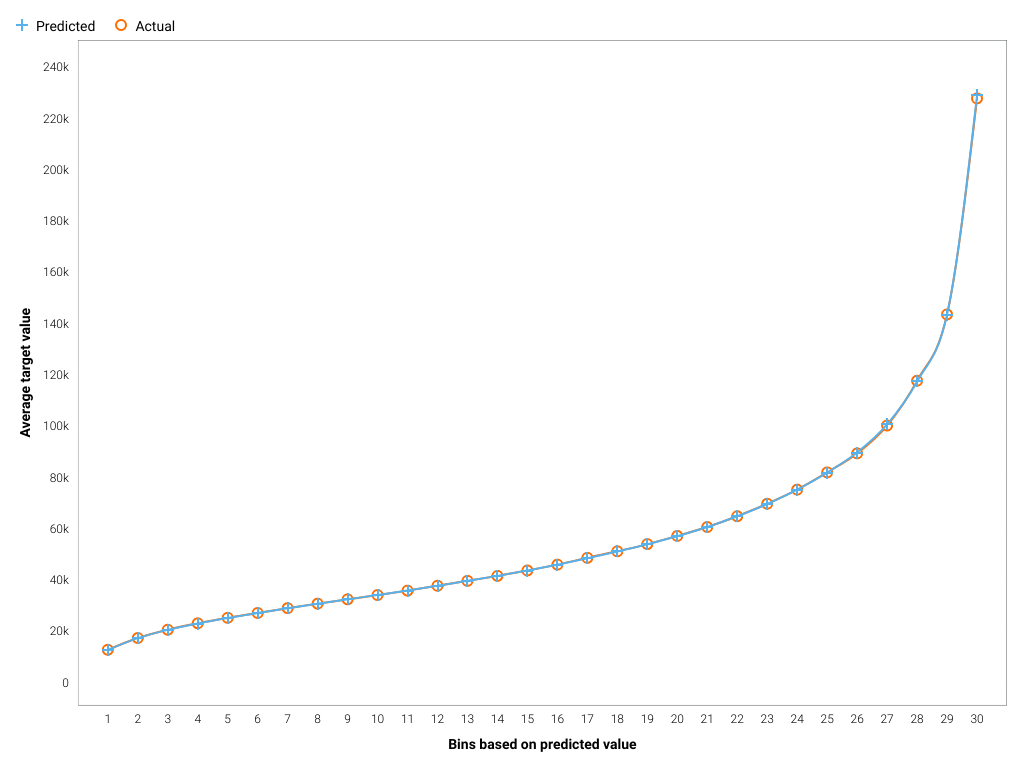 Predicted Actual
240k
220k
200k
180k
160k
140k
120k
100k
80k
60k
40k
20k
0
Average target value
1 2 3 4 5 6 7 8 9 10 11 12 13 14 15 16 17 18 19 20 21 22 23 24 25 26 27 28 29 30
Bins based on predicted value